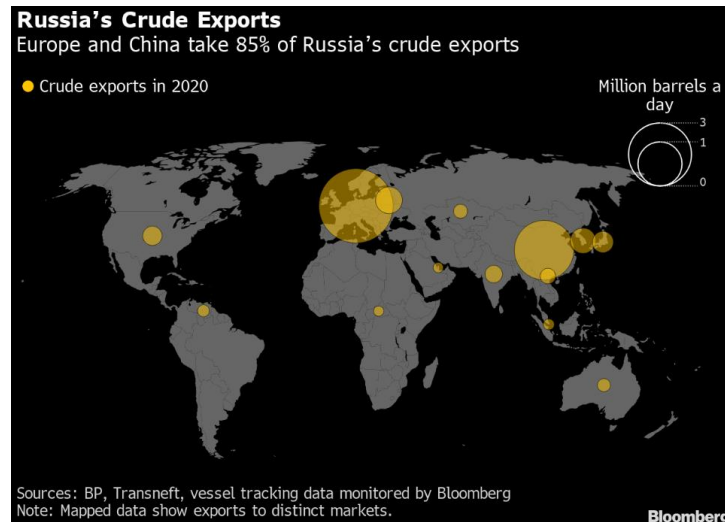 Russia's Crude Exports
Europe and China take 85% of Russia's crude exports
Crude exports in 2020
Million barrels a
day
3
1
0
Sources: BP, Transneft, vessel tracking data monitored by Bloomberg
Note: Mapped data show exports to distinct markets.
Bloomberg